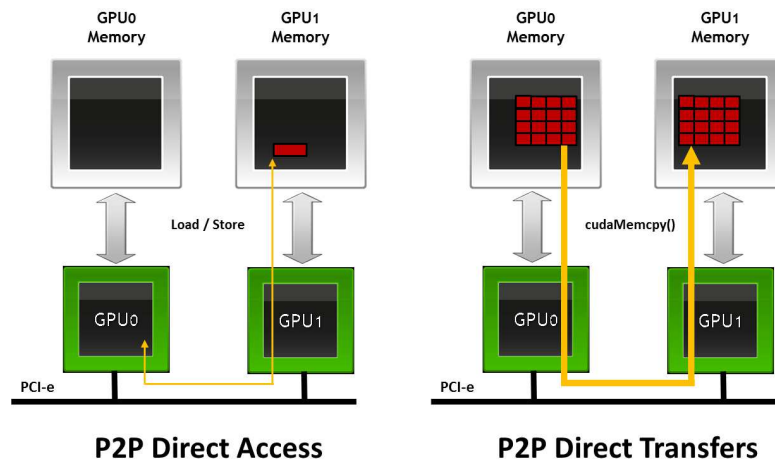 GPU0
Memory
GPU1
Memory
Load / Store
GPU0
GPU1
PCI-e
P2P Direct Access
GPU0
Memory
GPU1
Memory
cudaMemcpy()
GPU0
GPU1
PCI-e
P2P Direct Transfers